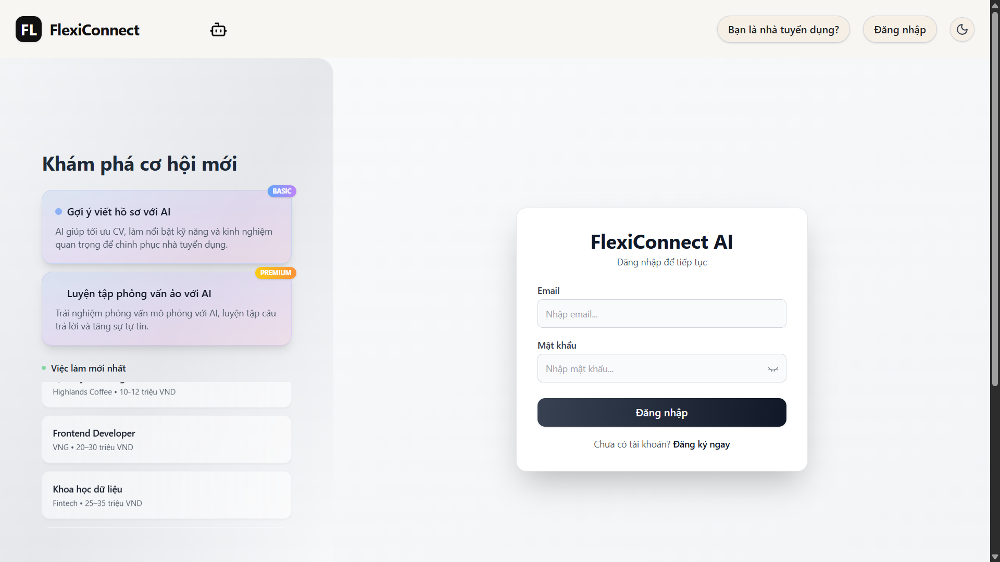 FL FlexiConnect
Bạn là nhà tuyển dụng?
Đăng nhập
Khám phá cơ hội mới
BASIC
Gợi ý viết hồ sơ với AI
AI giúp tối ưu CV, làm nổi bật kỹ năng và kinh nghiệm
quan trọng để chinh phục nhà tuyển dụng.
PREMIUM
Luyện tập phỏng vấn ảo với AI
Trải nghiệm phỏng vấn mô phỏng với AI, luyện tập câu
trả lời và tăng sự tự tin.
Việc làm mới nhất
Highlands Coffee • 10-12 triệu VND
Frontend Developer
VNG • 20–30 triệu VND
Khoa học dữ liệu
Fintech • 25–35 triệu VND
FlexiConnect AI
Đăng nhập để tiếp tục
Email
Nhập email...
Mật khẩu
Nhập mật khẩu...
Đăng nhập
Chưa có tài khoản? Đăng ký ngay